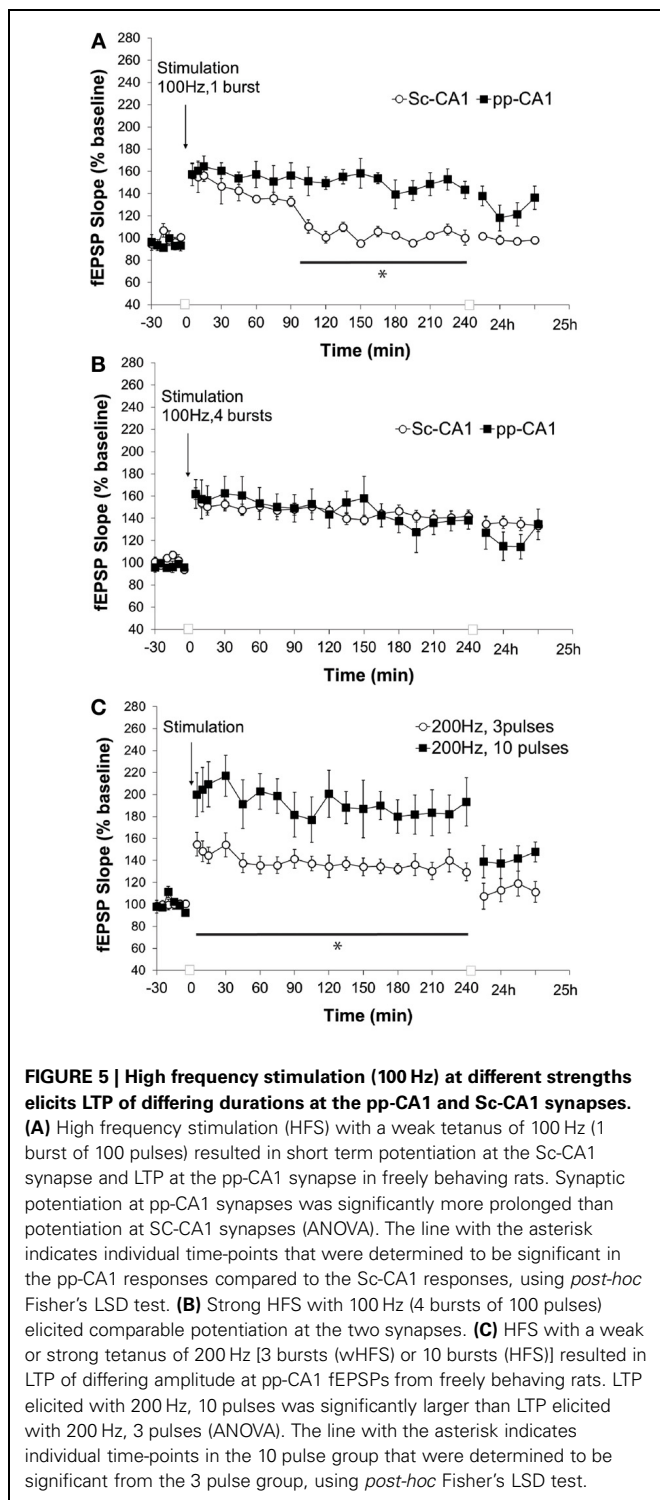 A
Stimulation
100Hz,1 burst
Sc-CA1 pp-CA1
280
260
240
220
200
180
160
140
120
100
80
60
40
fEPSP Slope (% baseline)
*
-30 0 30 60 90 120 150 180 210 240 24h 25h
Time (min)
B
Stimulation
100Hz,4 bursts
Sc-CA1 pp-CA1
280
260
240
220
200
180
160
140
120
100
80
60
40
fEPSP Slope (% baseline)
-30 0 30 60 90 120 150 180 210 240 24h 25h
Time (min)
C
Stimulation
200Hz, 3pulses
200Hz, 10 pulses
280
260
240
220
200
180
160
140
120
100
80
60
40
fEPSP Slope (% baseline)
*
-30 0 30 60 90 120 150 180 210 240 24h 25h
Time (min)
FIGURE 5 | High frequency stimulation (100 Hz) at different strengths
elicits LTP of differing durations at the pp-CA1 and Sc-CA1 synapses.
(A) High frequency stimulation (HFS) with a weak tetanus of 100 Hz (1
burst of 100 pulses) resulted in short term potentiation at the Sc-CA1
synapse and LTP at the pp-CA1 synapse in freely behaving rats. Synaptic
potentiation at pp-CA1 synapses was significantly more prolonged than
potentiation at SC-CA1 synapses (ANOVA). The line with the asterisk
indicates individual time-points that were determined to be significant in
the pp-CA1 responses compared to the Sc-CA1 responses, using post-hoc
Fisher's LSD test. (B) Strong HFS with 100 Hz (4 bursts of 100 pulses)
elicited comparable potentiation at the two synapses. (C) HFS with a weak
or strong tetanus of 200 Hz [3 bursts (wHFS) or 10 bursts (HFS)] resulted in
LTP of differing amplitude at pp-CA1 fEPSPs from freely behaving rats. LTP
elicited with 200 Hz, 10 pulses was significantly larger than LTP elicited
with 200 Hz, 3 pulses (ANOVA). The line with the asterisk indicates
individual time-points in the 10 pulse group that were determined to be
significant from the 3 pulse group, using post-hoc Fisher's LSD test.